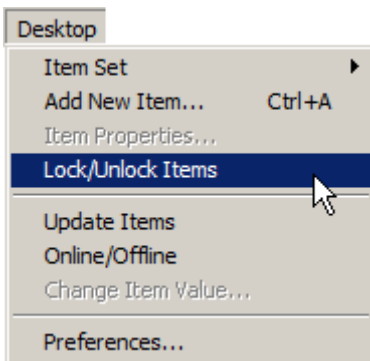 Desktop
Item Set
Add New Item... Ctrl+A
Item Properties...
Lock/Unlock Items
Update Items
Online/Offline
Change Item Value...
Preferences...